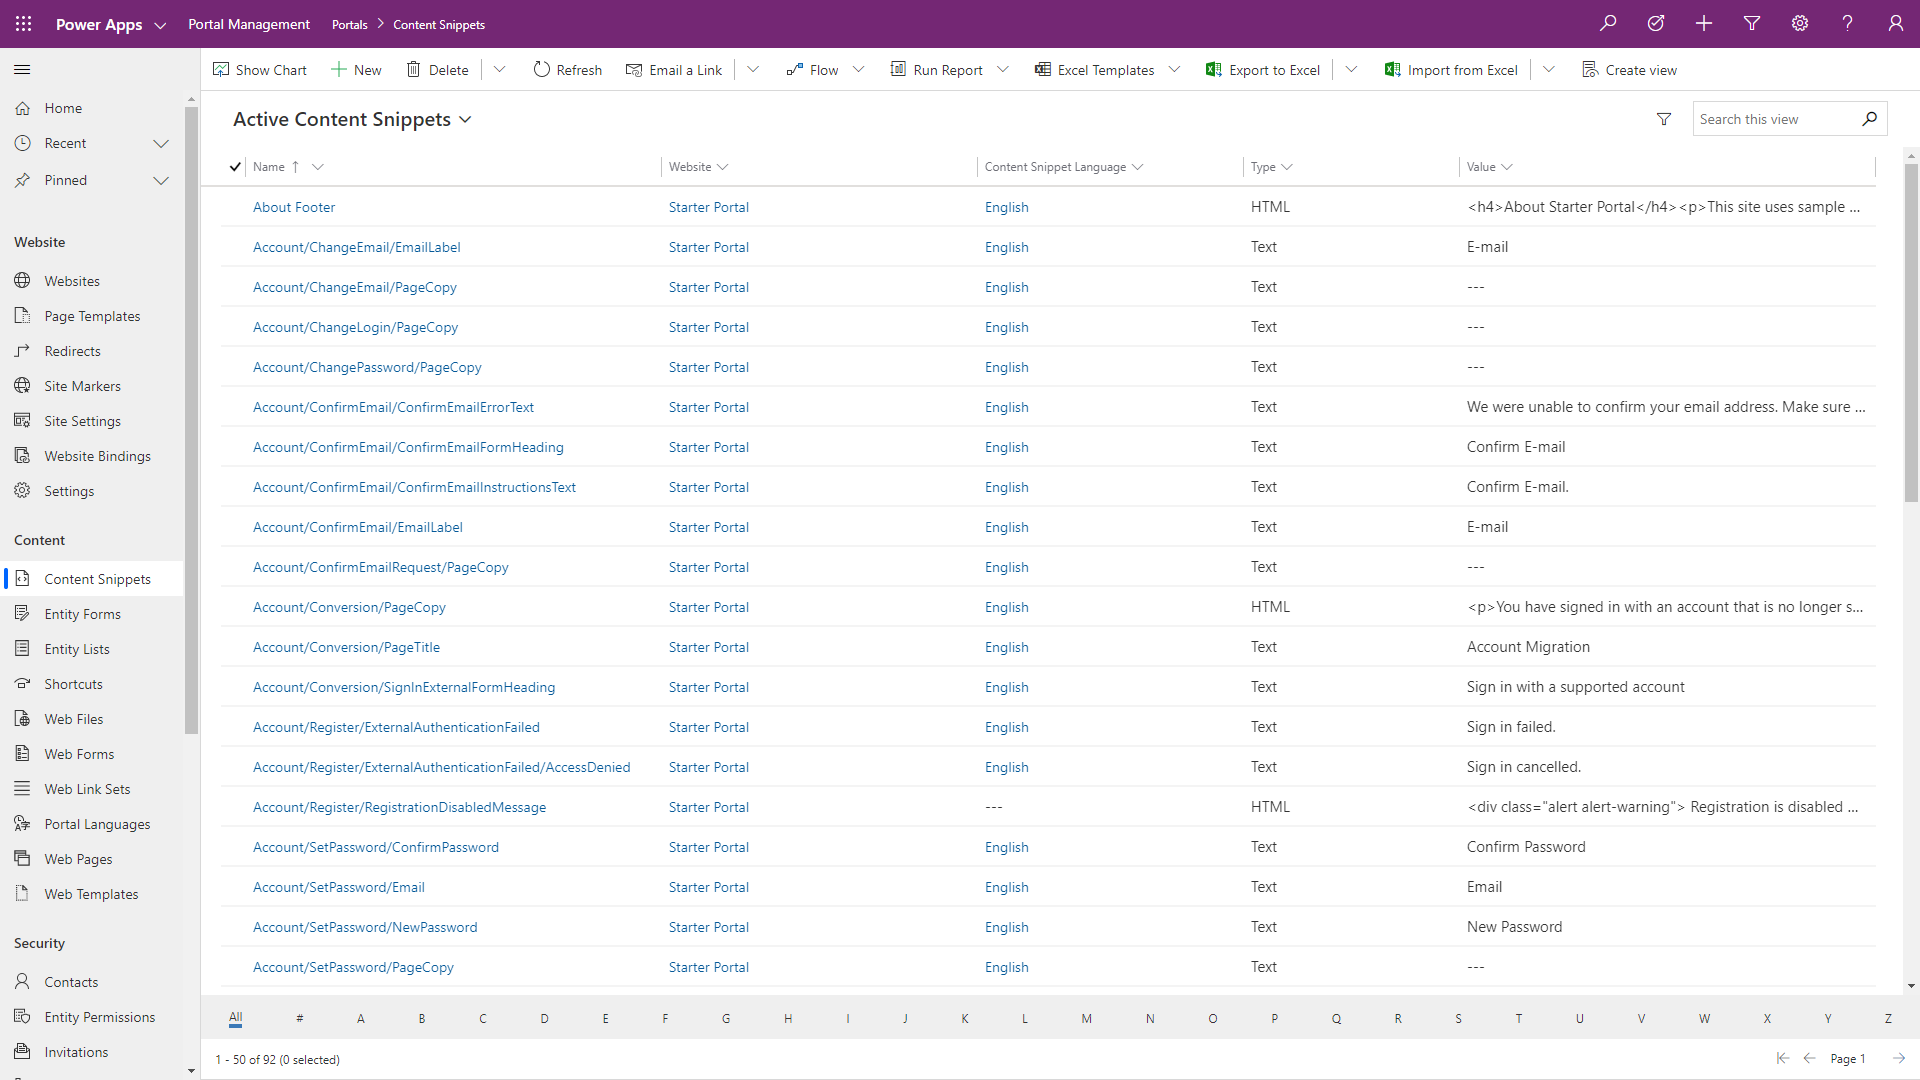 Power Apps
Portal Management
Portals > Content Snippets
Show Chart
New
Delete
Refresh
Email a Link
Flow
Run Report
Excel Templates
Export to Excel
Import from Excel
Create view
Home
Recent
Pinned
Website
Websites
Page Templates
Redirects
Site Markers
Site Settings
Website Bindings
Settings
Content
Content Snippets
Entity Forms
Entity Lists
Shortcuts
Web Files
Web Forms
Web Link Sets
Portal Languages
Web Pages
Web Templates
Security
Contacts
Entity Permissions
Invitations
Active Content Snippets
Search this view
Name ↑ Website Content Snippet Language Type Value
About Footer Starter Portal English HTML <h4>About Starter Portal</h4><p>This site uses sample ...
Account/ChangeEmail/EmailLabel Starter Portal English Text E-mail
Account/ChangeEmail/PageCopy Starter Portal English Text ---
Account/ChangeLogin/PageCopy Starter Portal English Text ---
Account/ChangePassword/PageCopy Starter Portal English Text ---
Account/ConfirmEmail/ConfirmEmailErrorText Starter Portal English Text We were unable to confirm your email address. Make sure ...
Account/ConfirmEmail/ConfirmEmailFormHeading Starter Portal English Text Confirm E-mail
Account/ConfirmEmail/ConfirmEmailInstructionsText Starter Portal English Text Confirm E-mail.
Account/ConfirmEmail/EmailLabel Starter Portal English Text E-mail
Account/ConfirmEmailRequest/PageCopy Starter Portal English Text ---
Account/Conversion/PageCopy Starter Portal English HTML <p>You have signed in with an account that is no longer s...
Account/Conversion/PageTitle Starter Portal English Text Account Migration
Account/Conversion/SignInExternalFormHeading Starter Portal English Text Sign in with a supported account
Account/Register/ExternalAuthenticationFailed Starter Portal English Text Sign in failed.
Account/Register/ExternalAuthenticationFailed/AccessDenied Starter Portal English Text Sign in cancelled.
Account/Register/RegistrationDisabledMessage Starter Portal --- HTML <div class="alert alert-warning"> Registration is disabled ...
Account/SetPassword/ConfirmPassword Starter Portal English Text Confirm Password
Account/SetPassword/Email Starter Portal English Text Email
Account/SetPassword/NewPassword Starter Portal English Text New Password
Account/SetPassword/PageCopy Starter Portal English Text ---
All # A B C D E F G H I J K L M N O P Q R S T U V W X Y Z
1 - 50 of 92 (0 selected)
Page 1